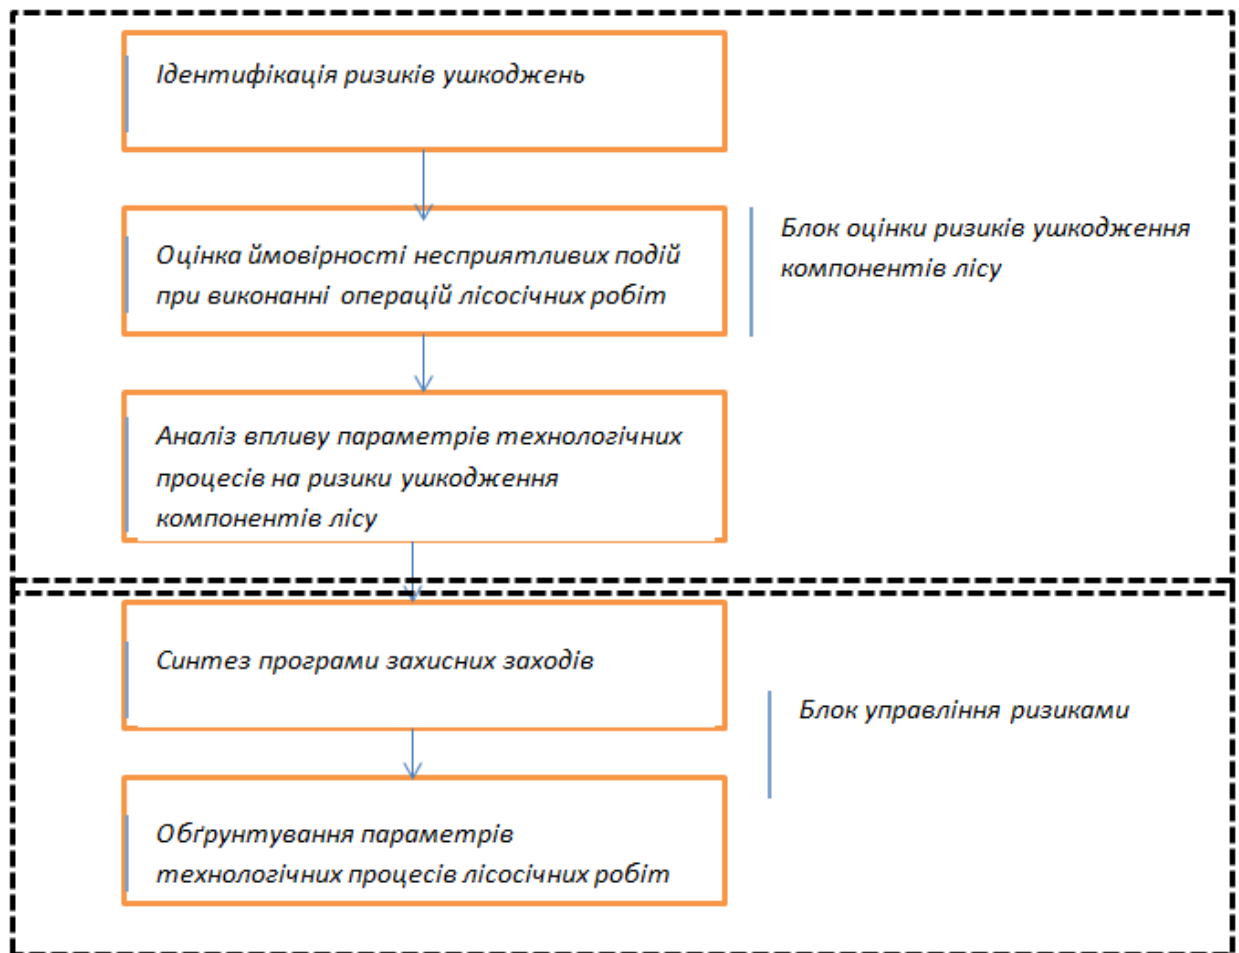 Ідентифікація ризиків ушкоджень
Оцінка ймовірності несприятливих подій
при виконанні операцій лісосічних робіт
Блок оцінки ризиків ушкодження
компонентів лісу
Аналіз впливу параметрів технологічних
процесів на ризики ушкодження
компонентів лісу
Синтез програми захисних заходів
Блок управління ризиками
Обґрунтування параметрів
технологічних процесів лісосічних робіт